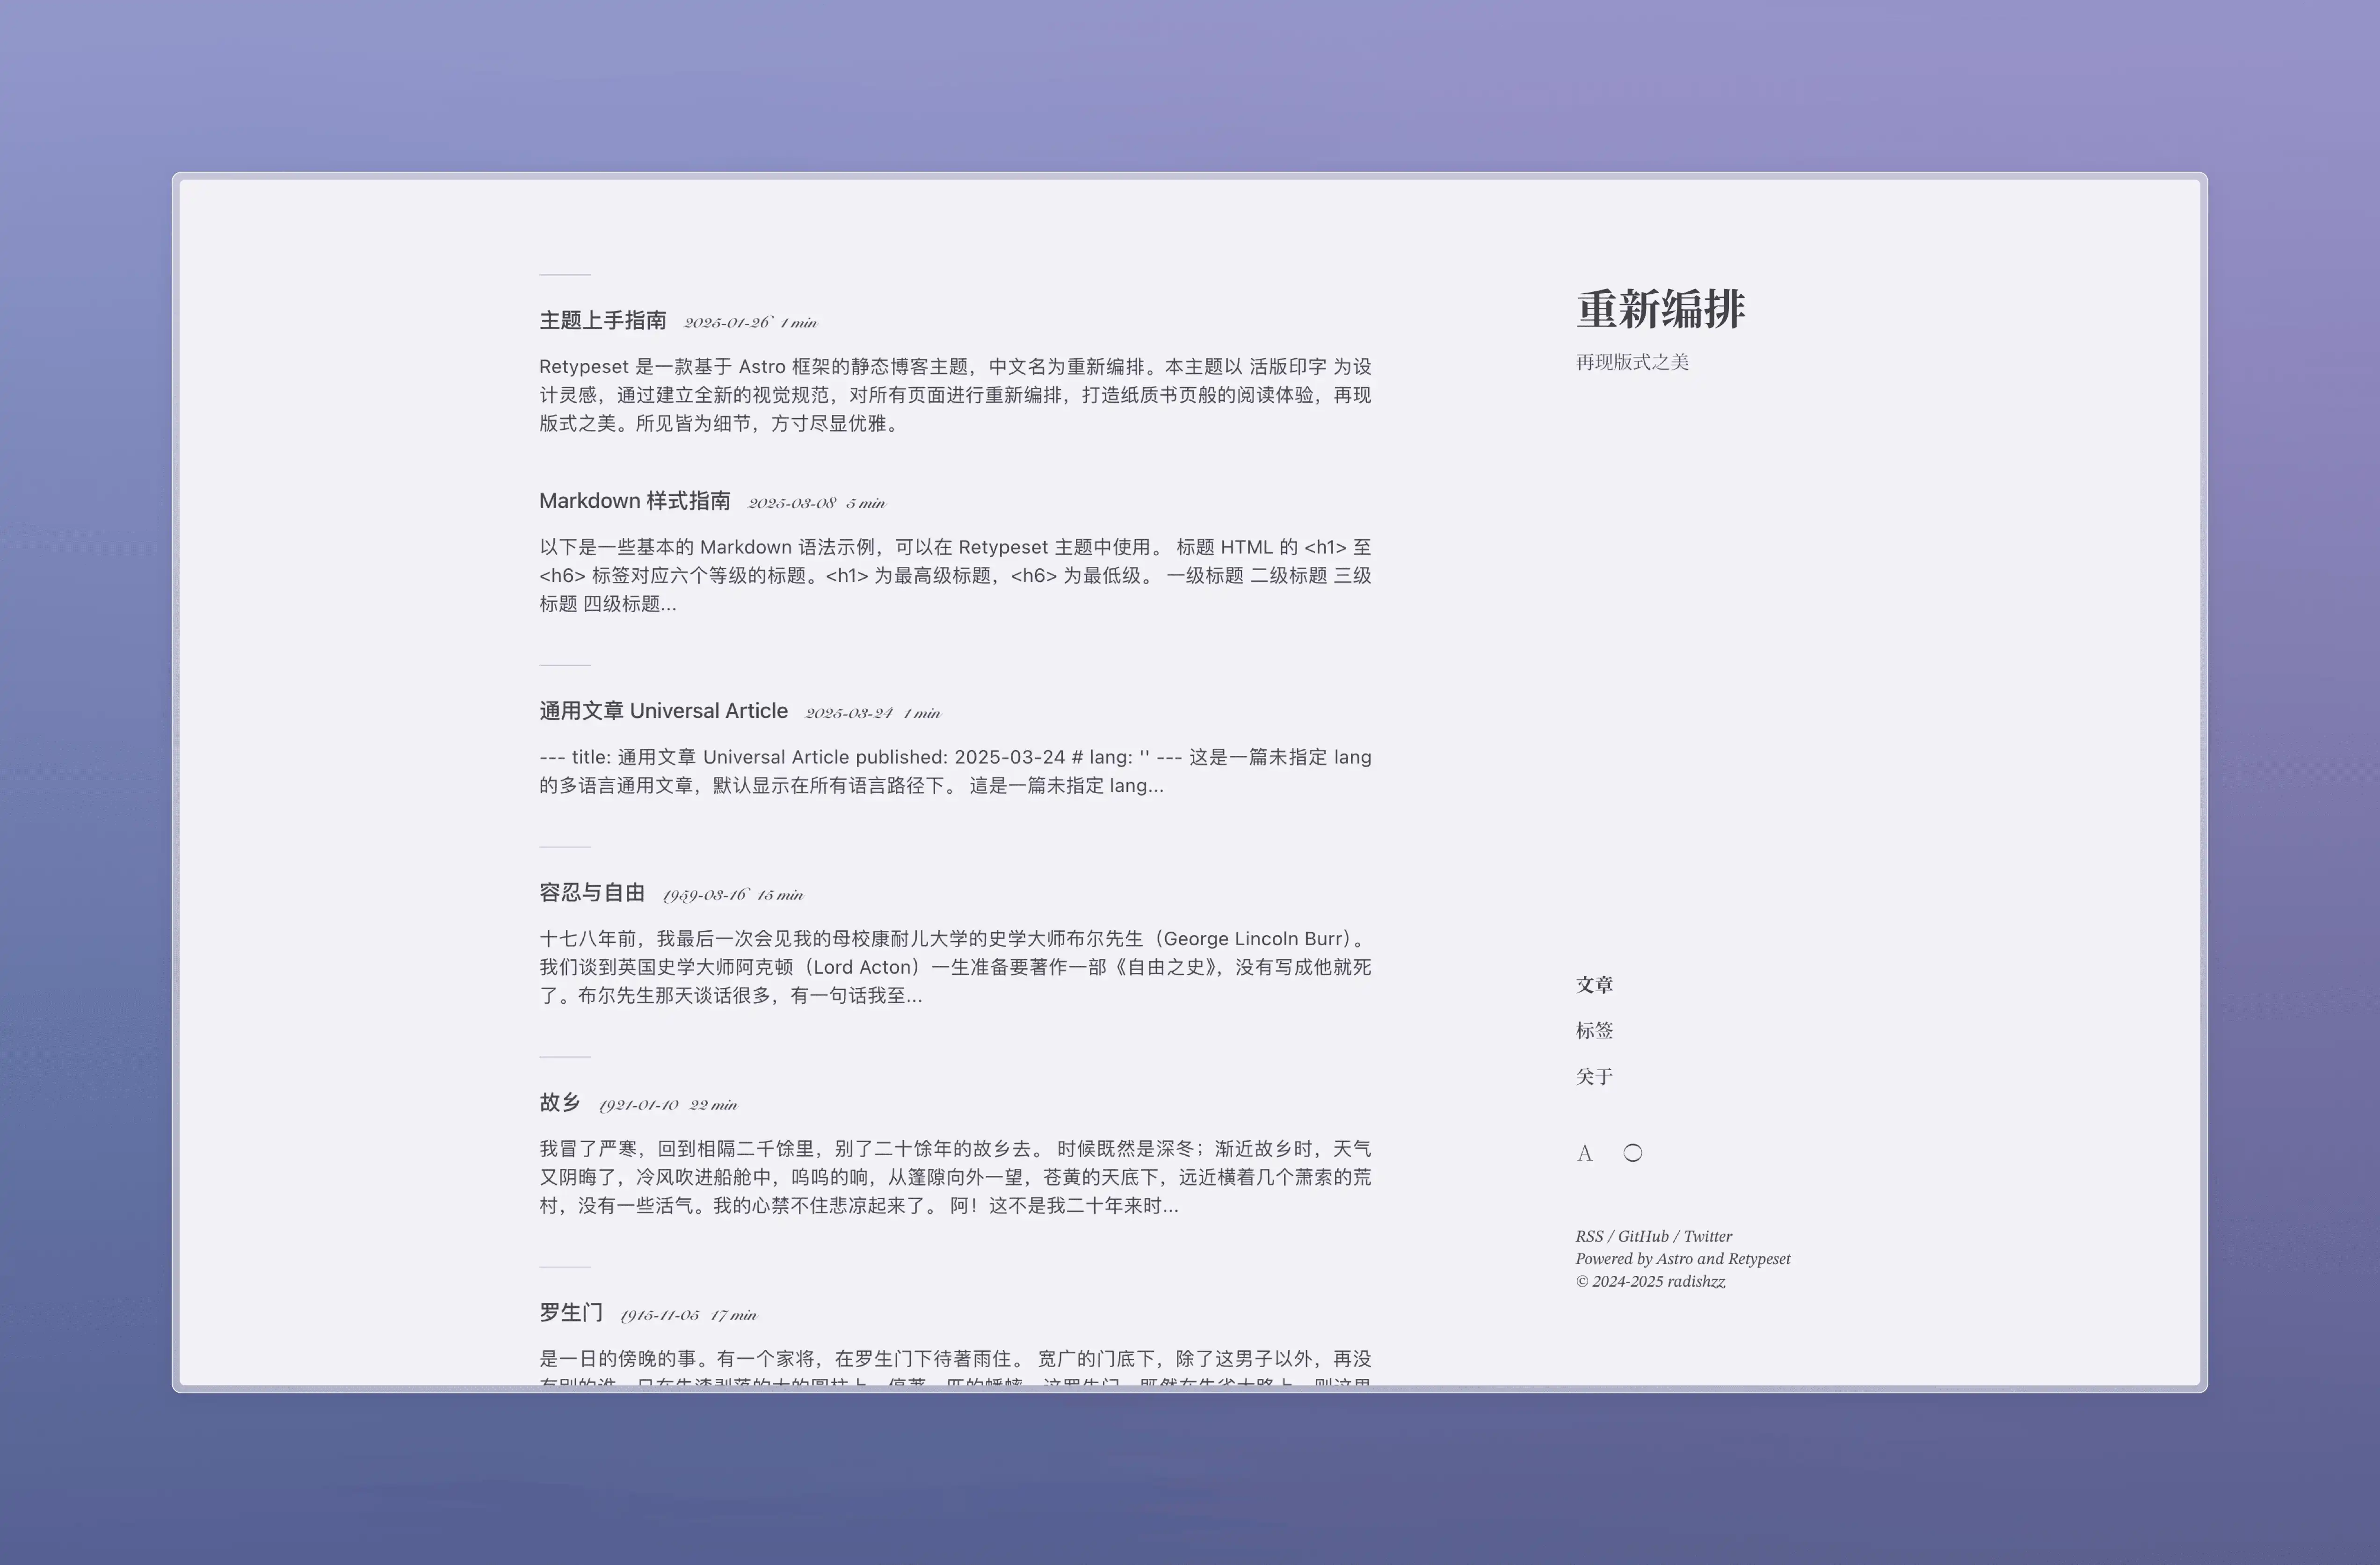 主题上手指南 2025-01-26 1 min
Retypeset 是一款基于 Astro 框架的静态博客主题，中文名为重新编排。本主题以 活版印字 为设
计灵感，通过建立全新的视觉规范，对所有页面进行重新编排，打造纸质书页般的阅读体验，再现
版式之美。所见皆为细节，方寸尽显优雅。
Markdown 样式指南 2025-03-08 5 min
以下是一些基本的 Markdown 语法示例，可以在 Retypeset 主题中使用。 标题 HTML 的 <h1> 至
<h6> 标签对应六个等级的标题。<h1> 为最高级标题，<h6> 为最低级。 一级标题 二级标题 三级
标题 四级标题...
通用文章 Universal Article 2025-03-24 1 min
--- title: 通用文章 Universal Article published: 2025-03-24 # lang: '' --- 这是一篇未指定 lang
的多语言通用文章，默认显示在所有语言路径下。 這是一篇未指定 lang...
容忍与自由 1959-03-16 15 min
十七八年前，我最后一次会见我的母校康耐儿大学的史学大师布尔先生（George Lincoln Burr）。
我们谈到英国史学大师阿克顿（Lord Acton）一生准备要著作一部《自由之史》，没有写成他就死
了。布尔先生那天谈话很多，有一句话我至...
故乡 1921-01-10 22 min
我冒了严寒，回到相隔二千馀里，别了二十馀年的故乡去。 时候既然是深冬；渐近故乡时，天气
又阴晦了，冷风吹进船舱中，呜呜的响，从篷隙向外一望，苍黄的天底下，远近横着几个萧索的荒
村，没有一些活气。我的心禁不住悲凉起来了。 阿！这不是我二十年来时...
罗生门 1915-11-05 17 min
是一日的傍晚的事。有一个家将，在罗生门下待著雨住。 宽广的门底下，除了这男子以外，再没
重新编排
再现版式之美
文章
标签
关于
A
RSS / GitHub / Twitter
Powered by Astro and Retypeset
© 2024-2025 radishzz